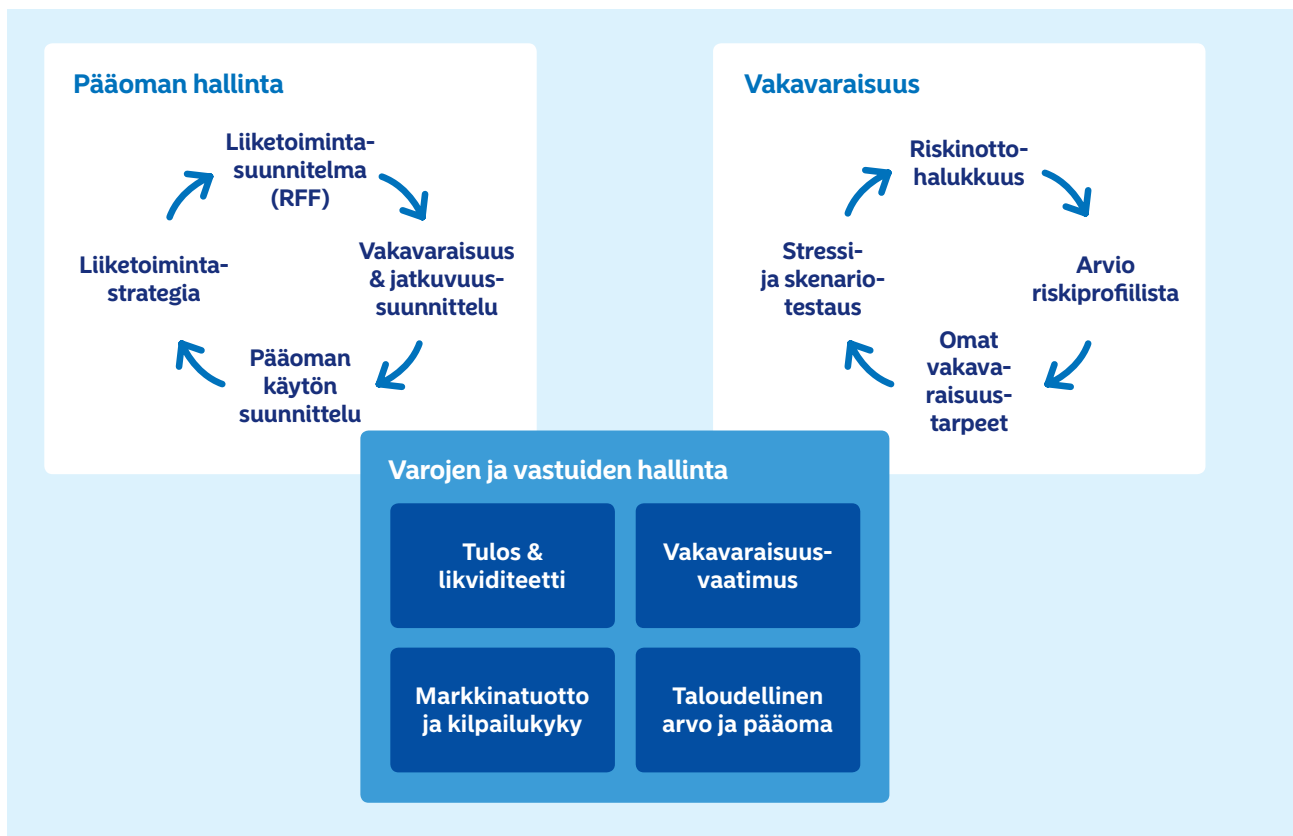 Pääoman hallinta
Liiketoiminta-
suunnitelma
(RFF)
Vakavaraisuus
& jatkuvuus-
suunnittelu
Pääoman
käytön
suunnittelu
Liiketoiminta-
strategia
Vakavaraisuus
Riskinotto-
halukkuus
Arvio
riskiprofiilista
Omat
vakava-
raisuus-
tarpeet
Stressi-
ja skenario-
testaus
Varojen ja vastuiden hallinta
Tulos &
likviditeetti
Vakavaraisuus-
vaatimus
Markkinatuotto
ja kilpailukyky
Taloudellinen
arvo ja pääoma